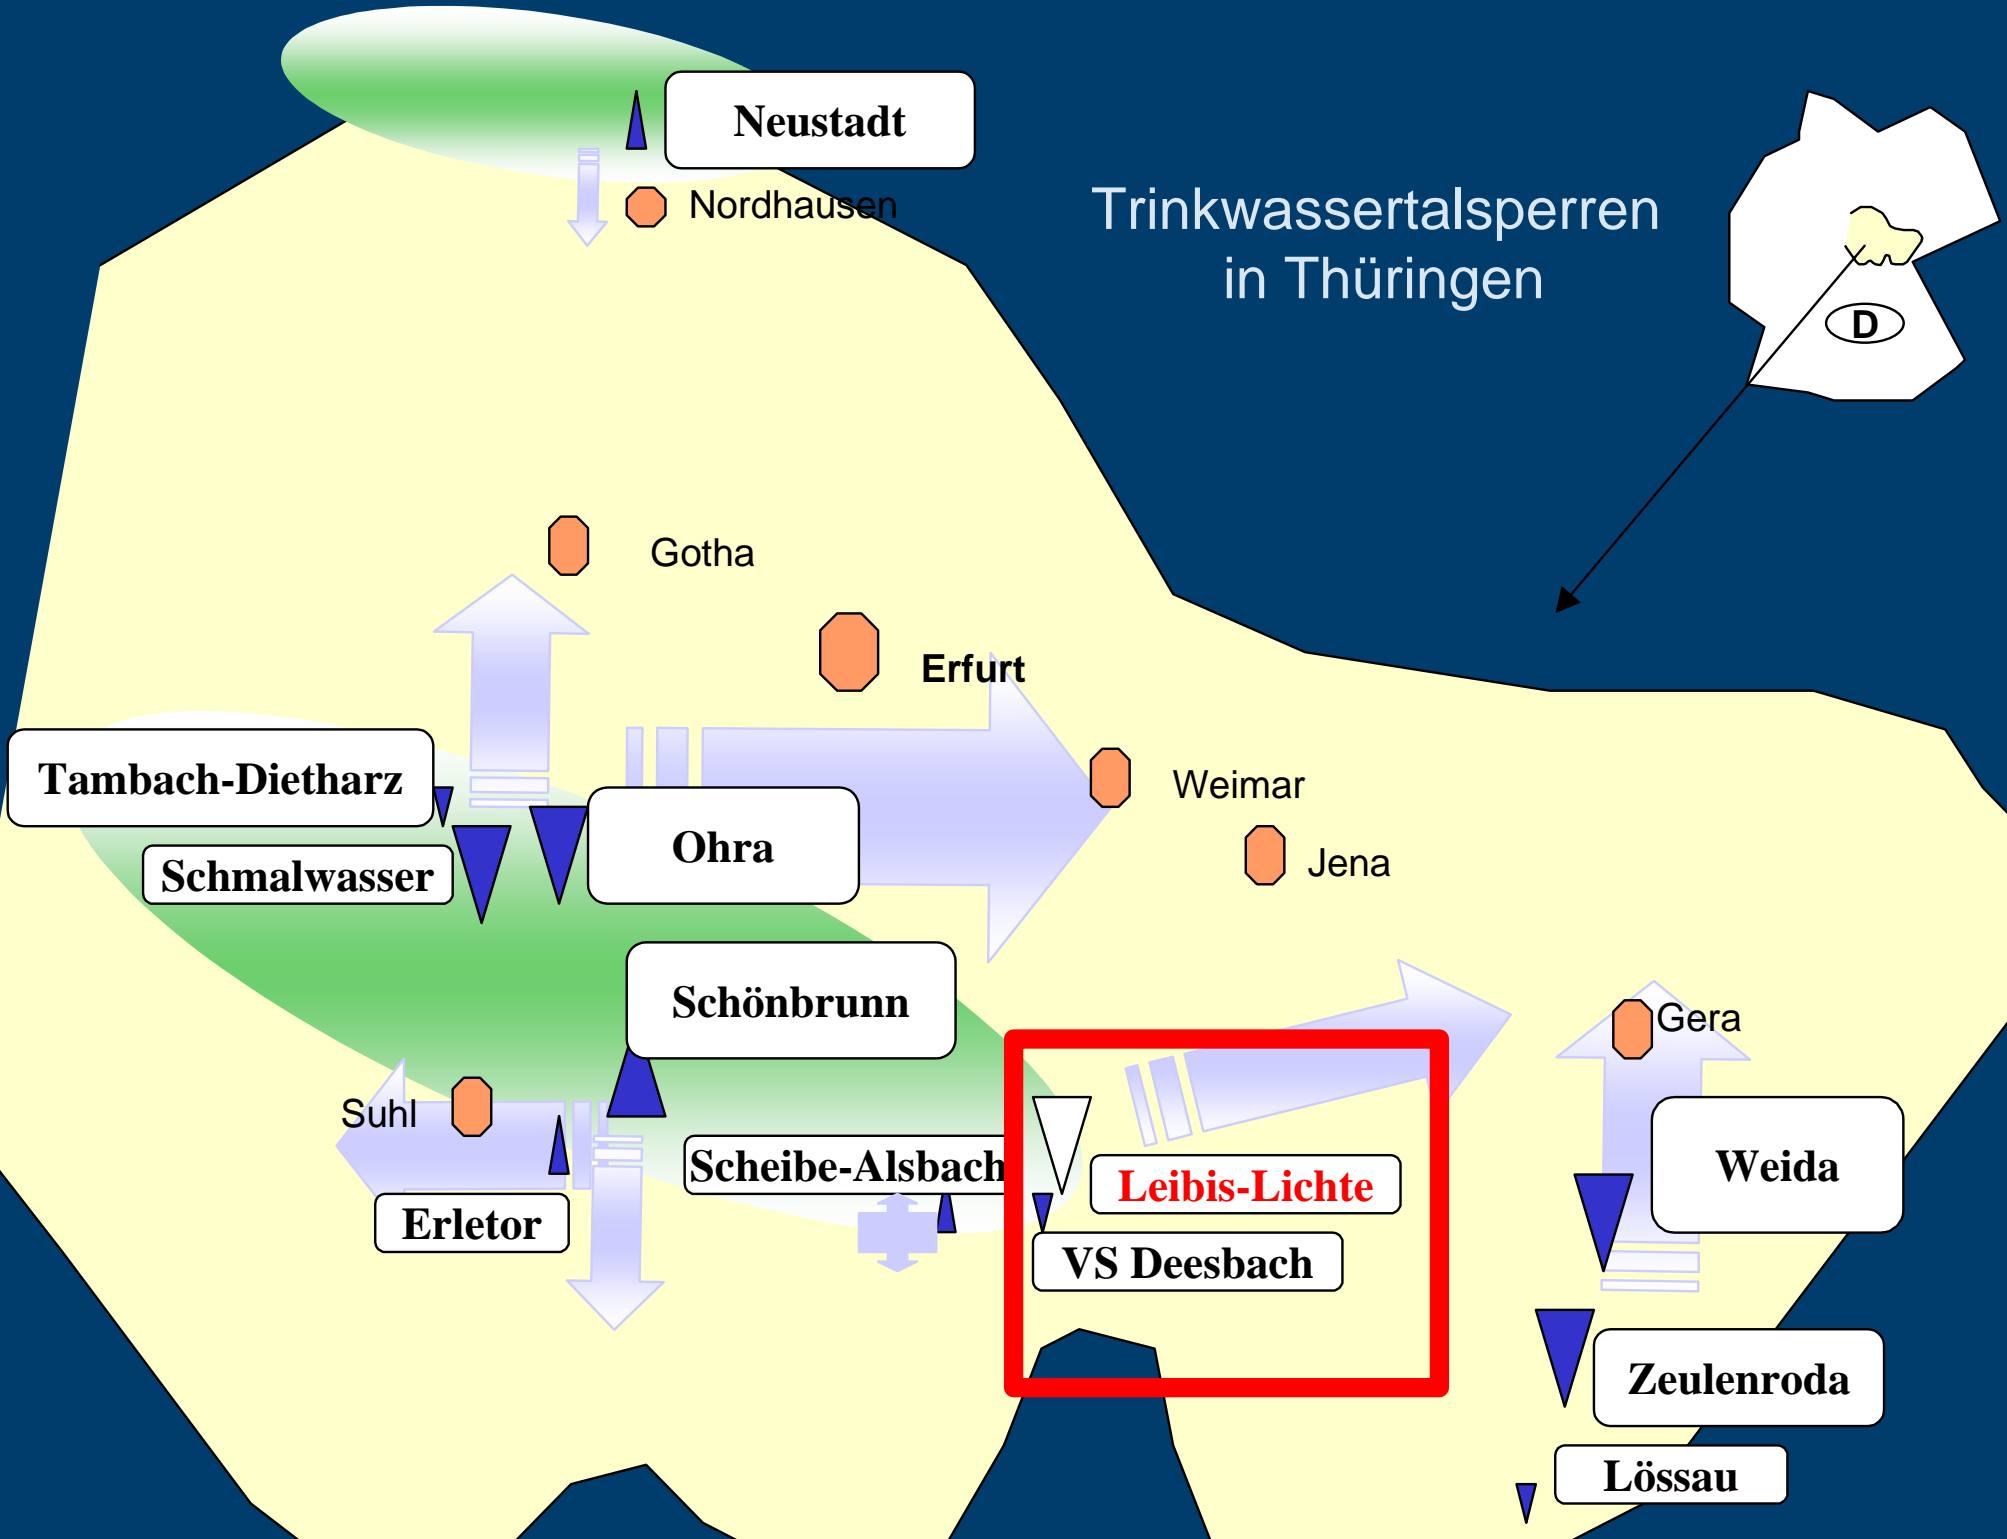 Neustadt
Nordhausen
Trinkwassertalsperren
in Thüringen
D
Gotha
Erfurt
Tambach-Dietharz
Weimar
Ohra
Schmalwasser
Jena
Schönbrunn
Gera
Suhl
Scheibe-Alsbach
Leibis-Lichte
Weida
Erletor
VS Deesbach
Zeulenroda
Lössau